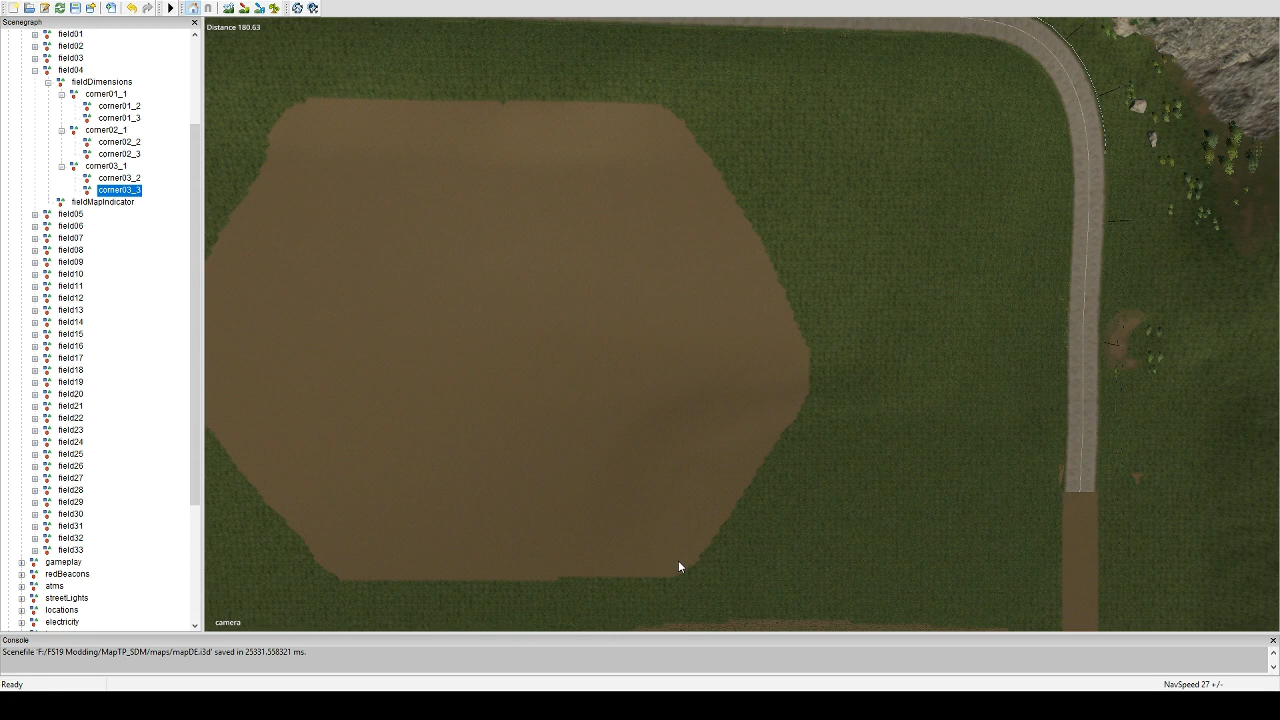 Scenegraph
field01
field02
field03
field04
fieldDimensions
corner01_1
corner01_2
corner01_3
corner02_1
corner02_2
corner02_3
corner03_1
corner03_2
corner03_3
fieldMapIndicator
field05
field06
field07
field08
field09
field10
field11
field12
field13
field14
field15
field16
field17
field18
field19
field20
field21
field22
field23
field24
field25
field26
field27
field28
field29
field30
field31
field32
field33
gameplay
redBeacons
atms
streetLights
locations
electricity
Distance 180.63
camera
Console
Scenefile 'F:/FS19 Modding/MapTP_SDM/maps/mapDE.i3d' saved in 25331.558321 ms.
Ready
NavSpeed 27 +/-